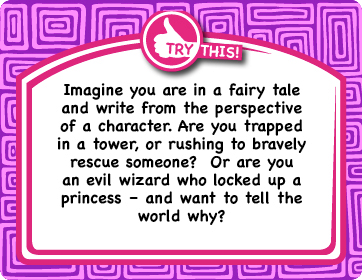 TRY THIS!
Imagine you are in a fairy tale
and write from the perspective
of a character. Are you trapped
in a tower, or rushing to bravely
rescue someone? Or are you
an evil wizard who locked up a
princess – and want to tell the
world why?